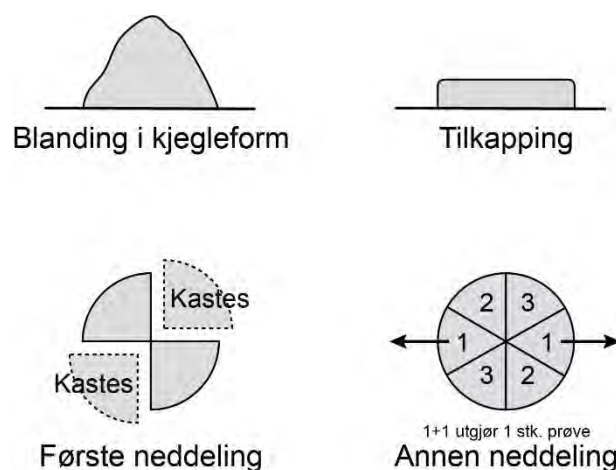 Blanding i kjegleform
Tilkapping
Kastes
Kastes
Første neddeling
2 3
1 1
3 2
1+1 utgjør 1 stk. prøve
Annen neddeling